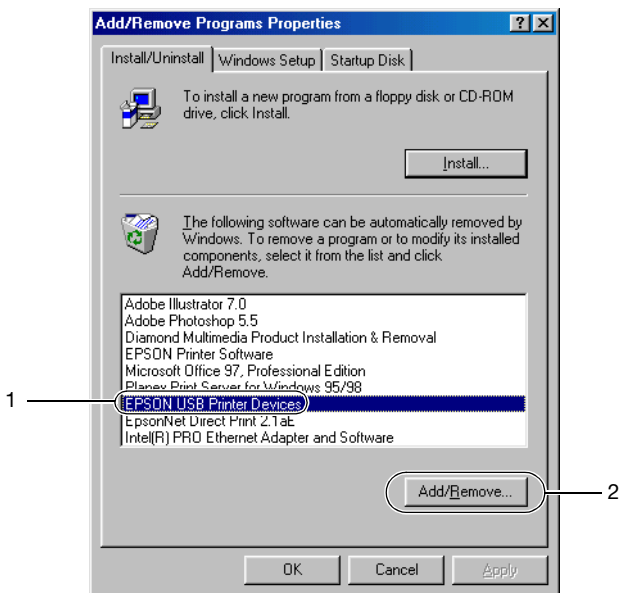 Add/Remove Programs Properties
Install/Uninstall Windows Setup Startup Disk
To install a new program from a floppy disk or CD-ROM
drive, click Install.
Install...
The following software can be automatically removed by
Windows. To remove a program or to modify its installed
components, select it from the list and click
Add/Remove.
Adobe Illustrator 7.0
Adobe Photoshop 5.5
Diamond Multimedia Product Installation & Removal
EPSON Printer Software
Microsoft Office 97, Professional Edition
Planex Print Server for Windows 95/98
1 EPSON USB Printer Devices
EpsonNet Direct Print 2.1aE
Intel(R) PRO Ethernet Adapter and Software
Add/Remove... 2
OK Cancel Apply